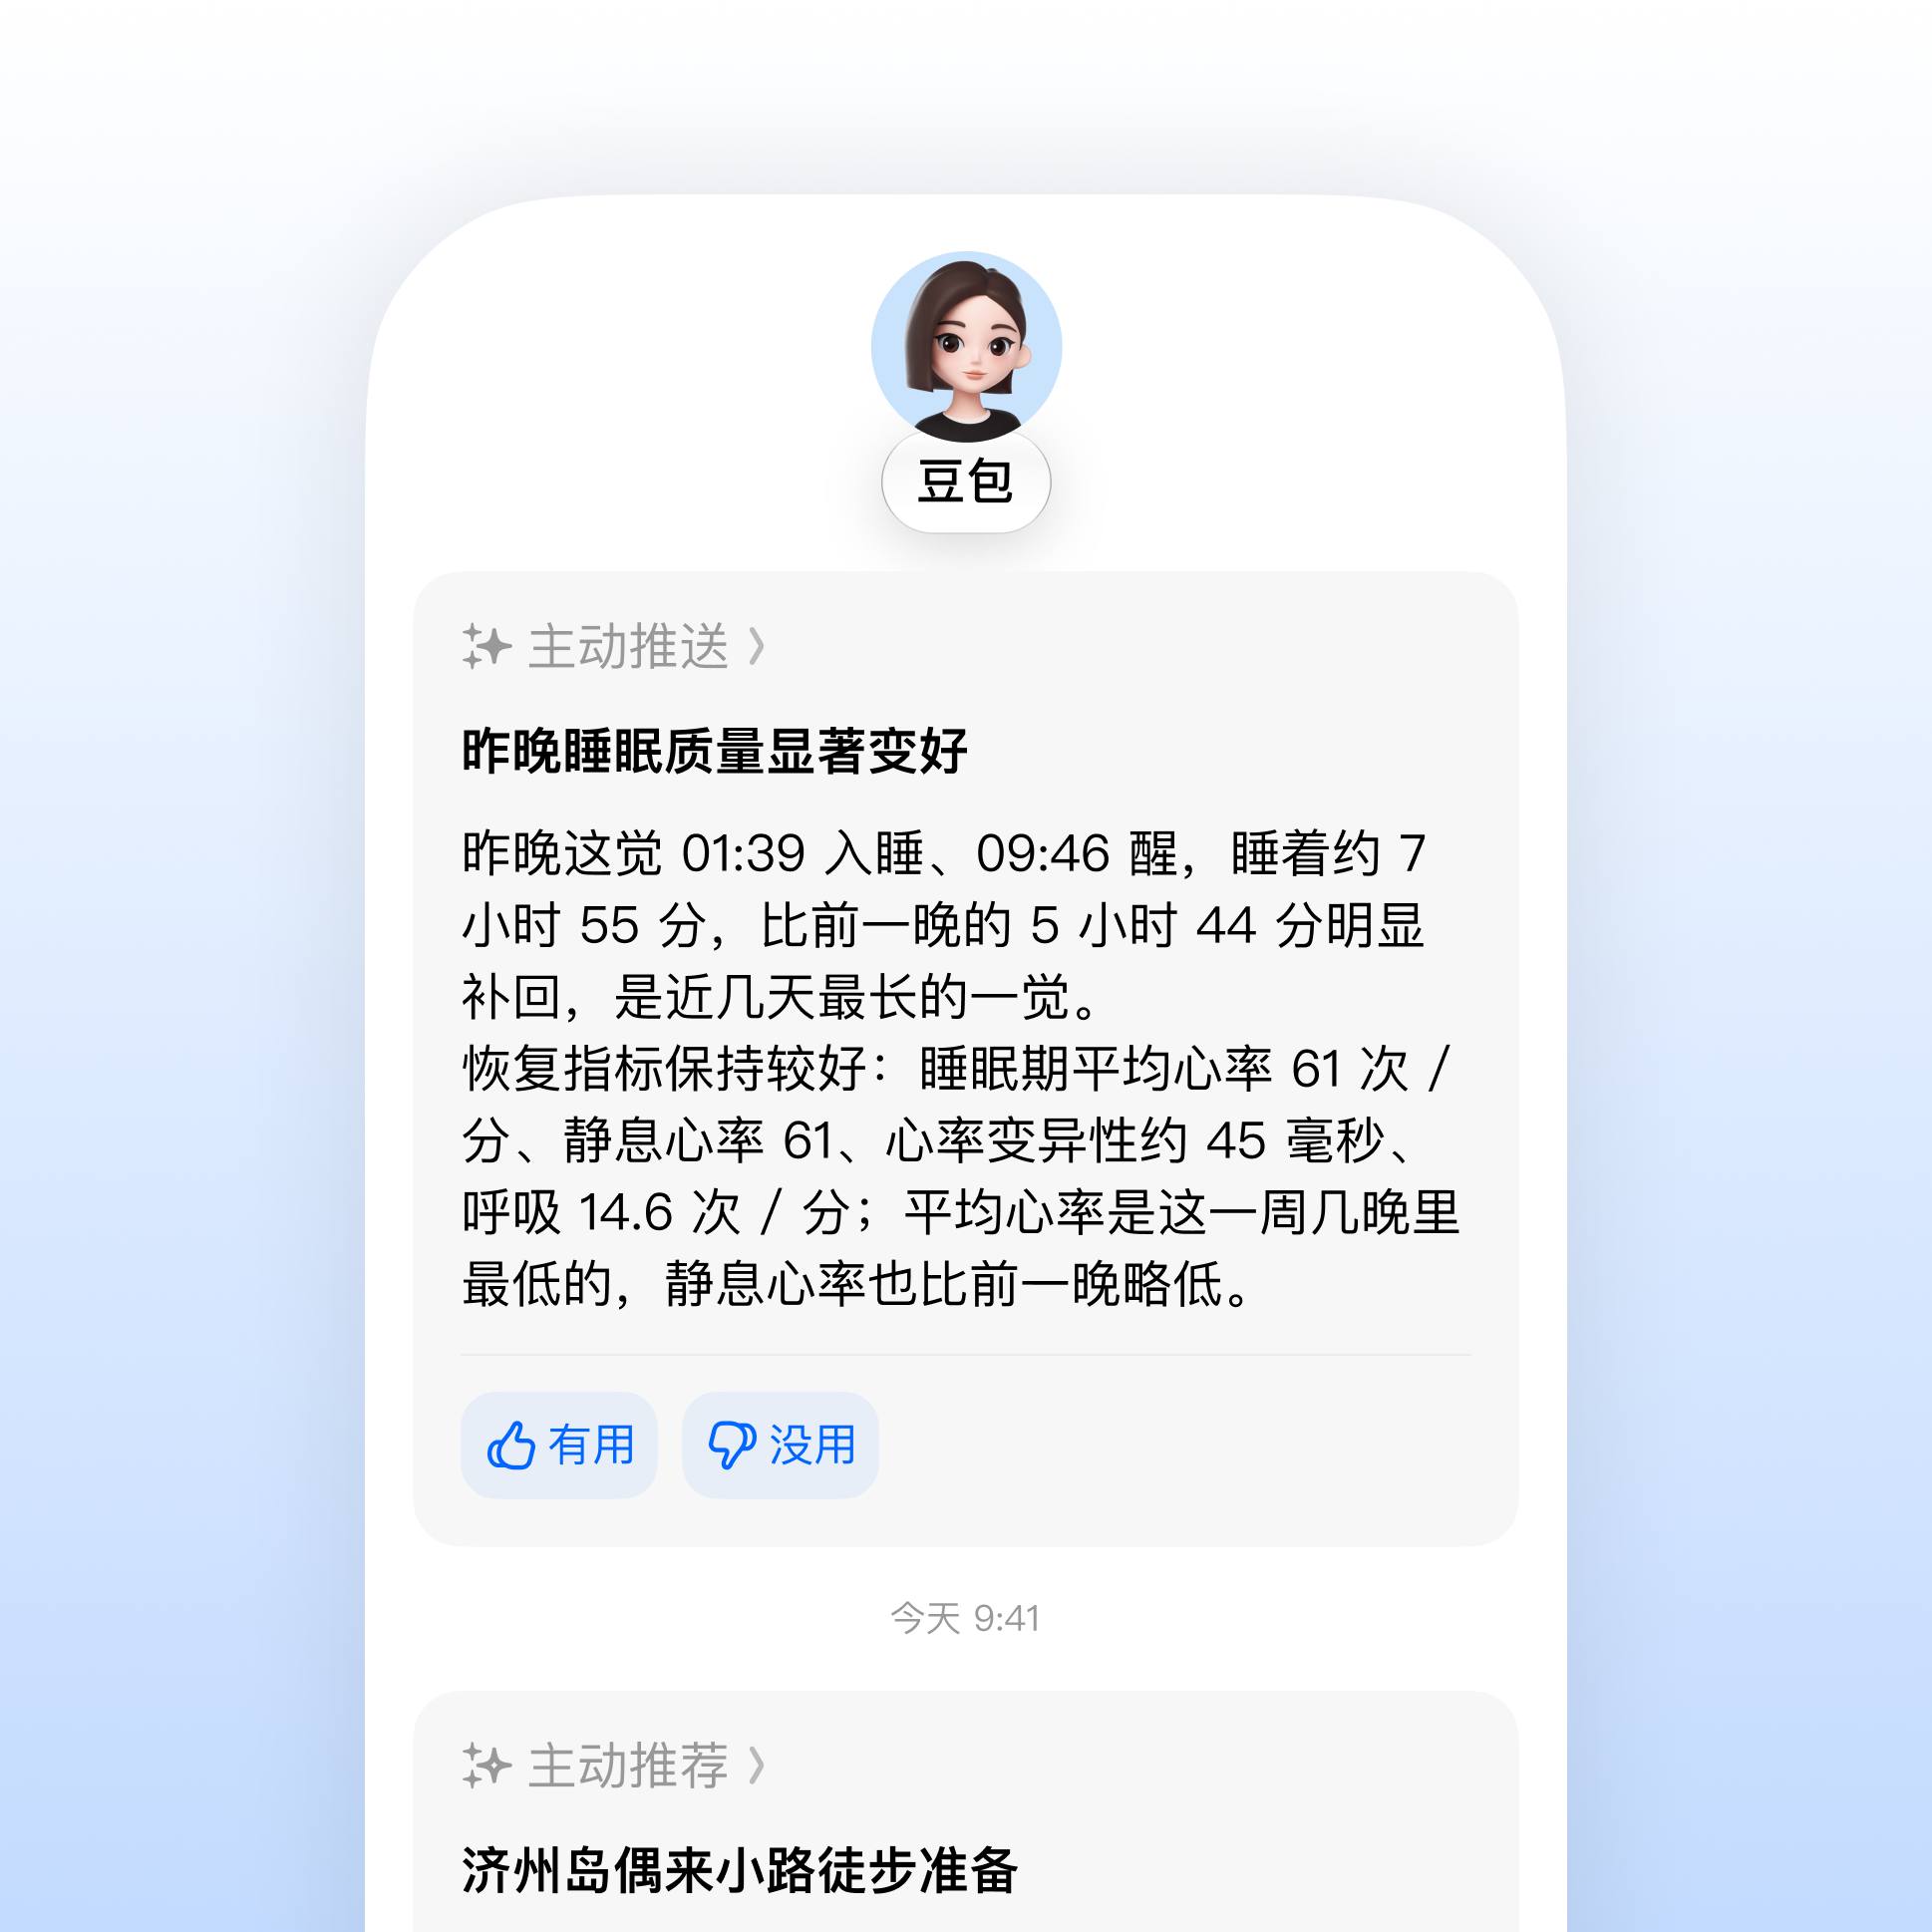 豆包
主动推送
昨晚睡眠质量显著变好
昨晚这觉 01:39 入睡、09:46 醒，睡着约 7
小时 55 分，比前一晚的 5 小时 44 分明显
补回，是近几天最长的一觉。
恢复指标保持较好：睡眠期平均心率 61 次 /
分、静息心率 61、心率变异性约 45 毫秒、
呼吸 14.6 次 / 分；平均心率是这一周几晚里
最低的，静息心率也比前一晚略低。
有用 没用
今天 9:41
主动推荐
济州岛偶来小路徒步准备